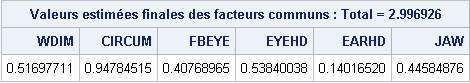 Valeurs estimées finales des facteurs communs : Total = 2.996926
WDIM CIRCUM FBEYE EYEHD EARHD JAW
0.51697711 0.94784515 0.40768965 0.53840038 0.14016520 0.44584876